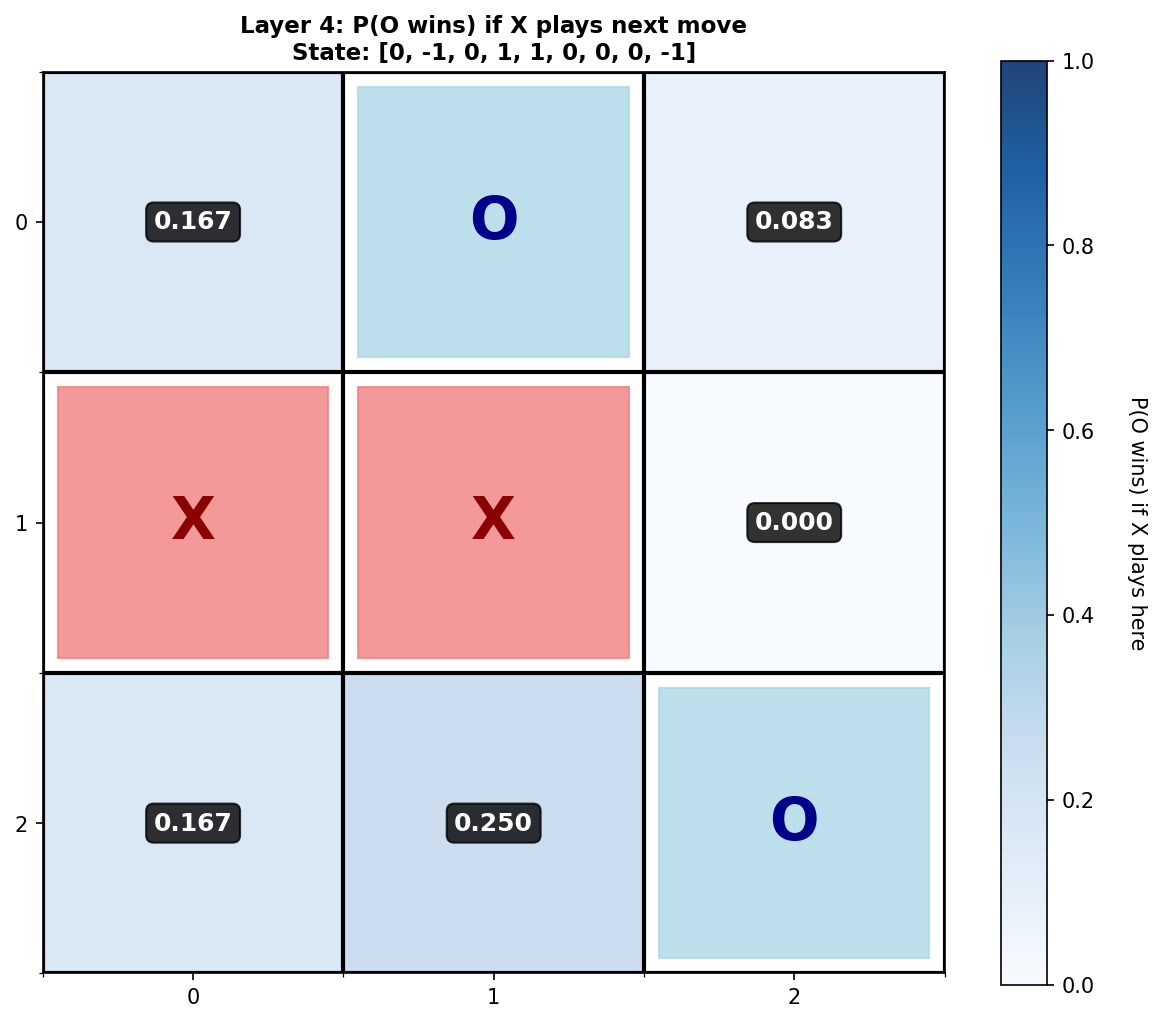 Layer 4: P(O wins) if X plays next move
State: [0, -1, 0, 1, 1, 0, 0, 0, -1]
0
0.167
O
0.083
1
X
X
0.000
2
0.167
0.250
O
0
1
2
1.0
0.8
0.6
0.4
0.2
0.0
P(O wins) if X plays here